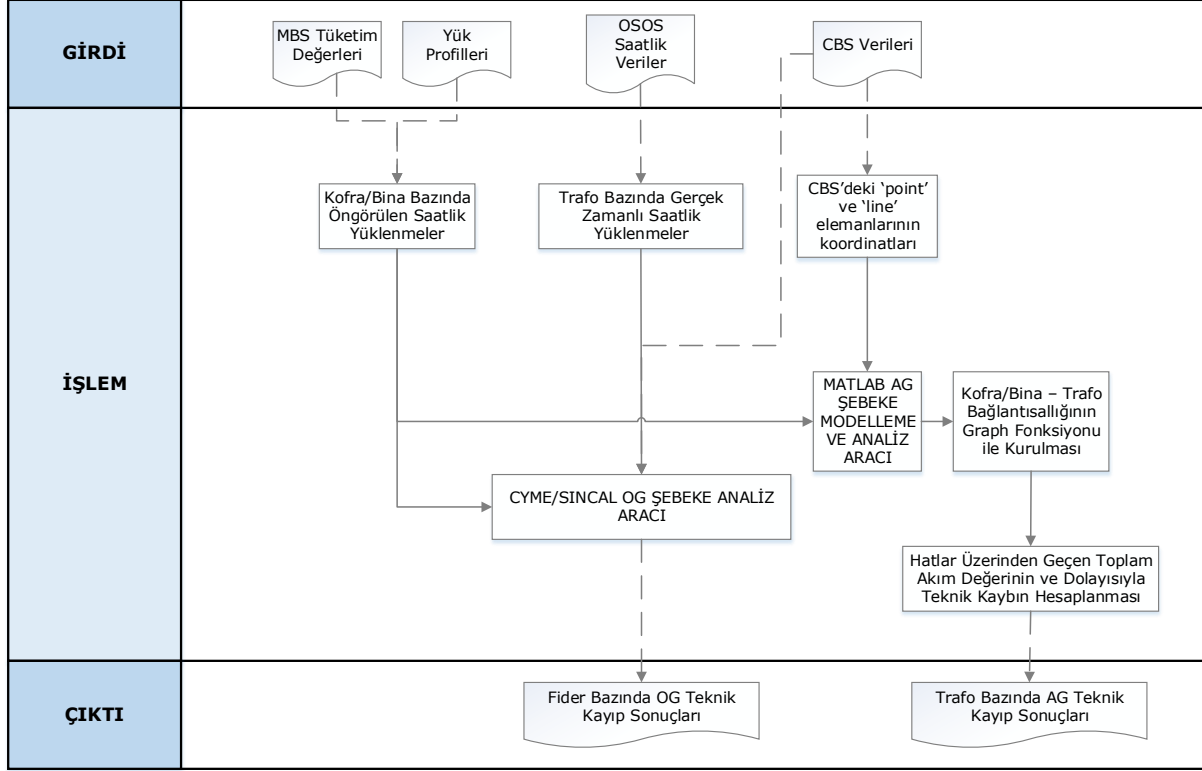 GİRDİ
MBS Tüketim
Değerleri
Yük
Profilleri
OSOS
Saatlik
Veriler
CBS Verileri
İŞLEM
Kofra/Bina Bazında
Öngörülen Saatlik
Yüklenmeler
Trafo Bazında Gerçek
Zamanlı Saatlik
Yüklenmeler
CBS’deki ‘point’
ve ‘line’
elemanlarının
koordinatları
MATLAB AG
ŞEBEKE
MODELLEME
VE ANALİZ
ARACI
Kofra/Bina – Trafo
Bağlantısallığının
Graph Fonksiyonu
ile Kurulması
CYME/SINCAL OG ŞEBEKE ANALİZ
ARACI
Hatlar Üzerinden Geçen Toplam
Akım Değerinin ve Dolayısıyla
Teknik Kaybın Hesaplanması
ÇIKTI
Fider Bazında OG Teknik
Kayıp Sonuçları
Trafo Bazında AG Teknik
Kayıp Sonuçları